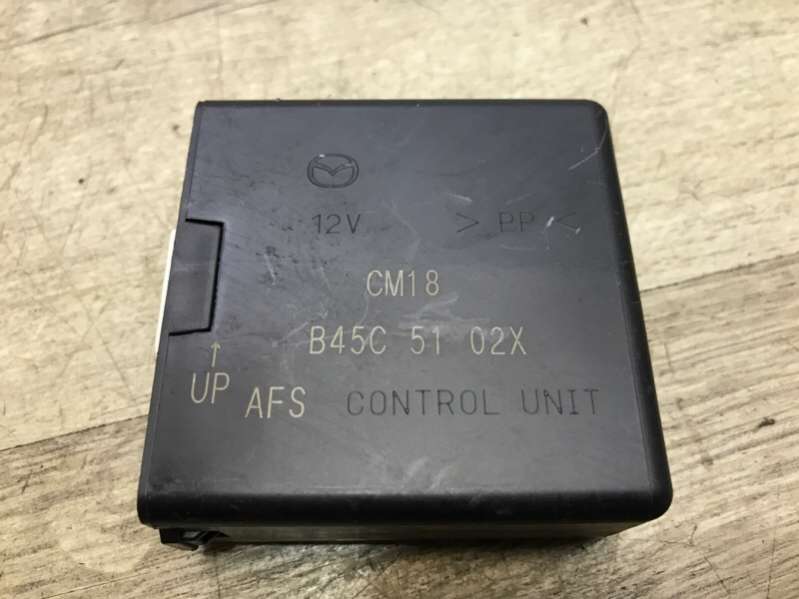 12V > PP <
CM18
B45C 51 02X
↑
UP AFS CONTROL UNIT